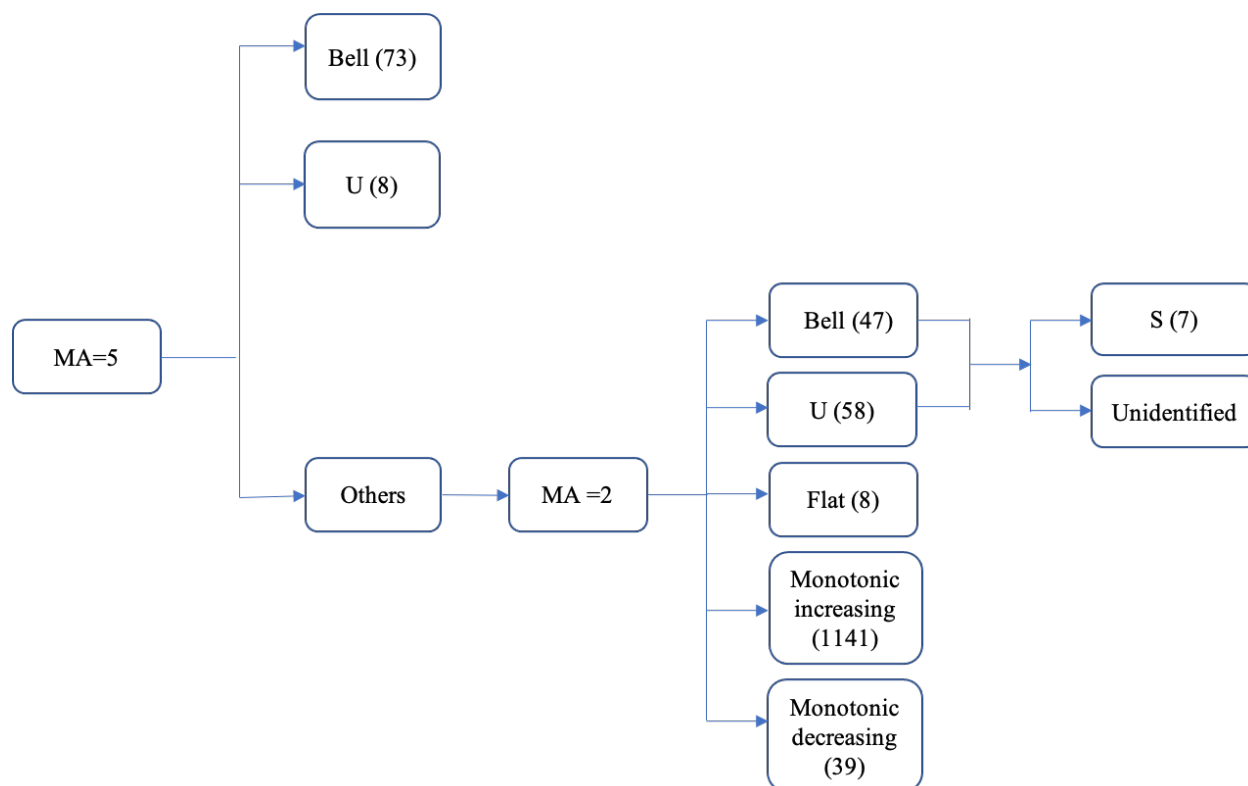 Bell (73)
U (8)
MA=5
Others
MA =2
Bell (47)
U (58)
Flat (8)
Monotonic
increasing
(1141)
Monotonic
decreasing
(39)
S (7)
Unidentified